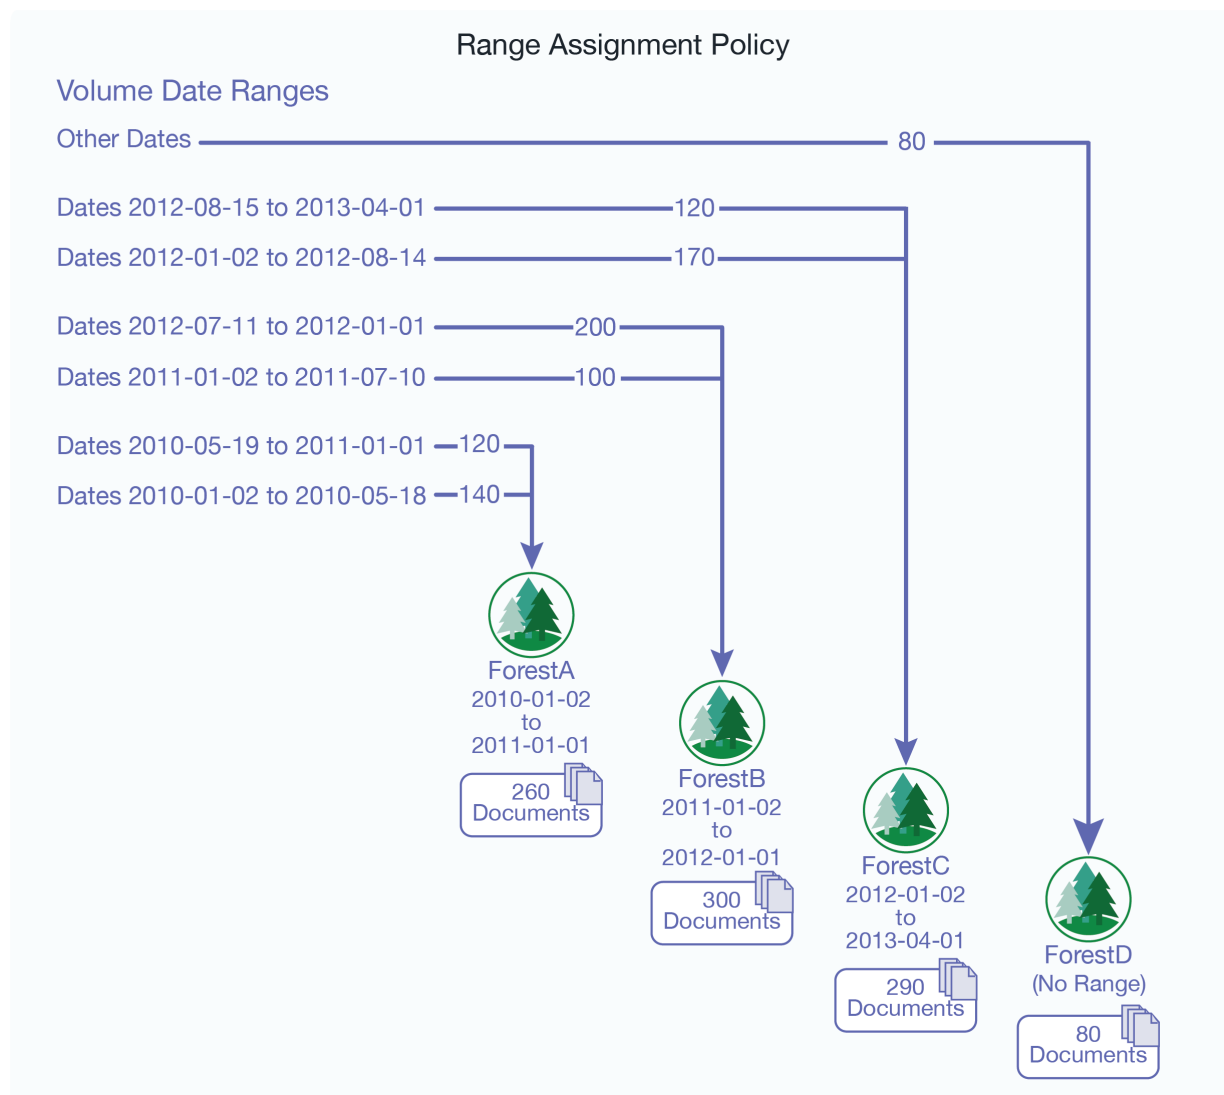 Range Assignment Policy
Volume Date Ranges
Other Dates 80
Dates 2012-08-15 to 2013-04-01 120
Dates 2012-01-02 to 2012-08-14 170
Dates 2012-07-11 to 2012-01-01 200
Dates 2011-01-02 to 2011-07-10 100
Dates 2010-05-19 to 2011-01-01 120
Dates 2010-01-02 to 2010-05-18 140
ForestA
2010-01-02
to
2011-01-01
260
Documents
ForestB
2011-01-02
to
2012-01-01
300
Documents
ForestC
2012-01-02
to
2013-04-01
290
Documents
ForestD
(No Range)
80
Documents